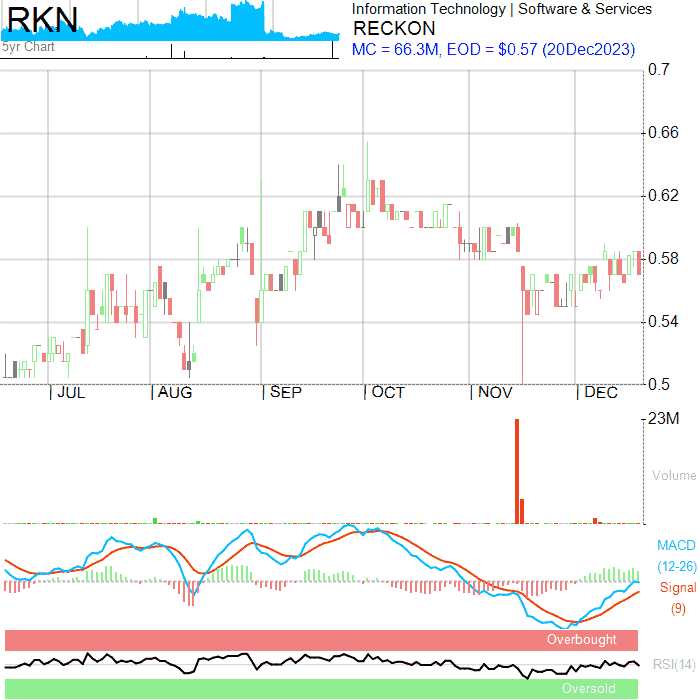 RKN
5yr Chart
Information Technology | Software & Services
RECKON
MC = 66.3M, EOD = $0.57 (20Dec2023)
0.7
0.66
0.62
0.58
0.54
0.5
JUL AUG SEP OCT NOV DEC
23M
Volume
MACD
(12-26)
Signal
(9)
Overbought
RSI(14)
Oversold